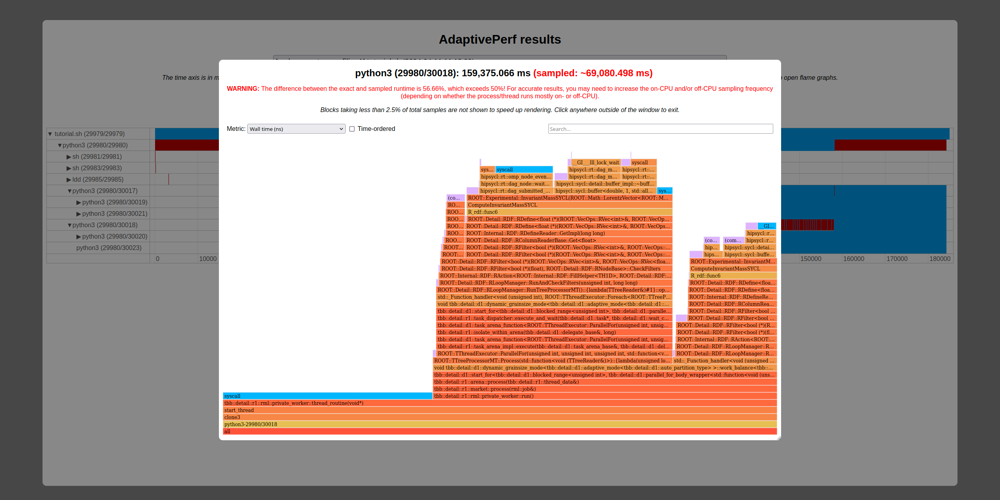 AdaptivePerf results
The time axis is in m
o open flame graphs.
python3 (29980/30018): 159,375.066 ms (sampled: ~69,080.498 ms)
WARNING: The difference between the exact and sampled runtime is 56.66%, which exceeds 50%! For accurate results, you may need to increase the on-CPU and/or off-CPU sampling frequency
(depending on whether the process/thread runs mostly on- or off-CPU).
Blocks taking less than 2.5% of total samples are not shown to speed up rendering. Click anywhere outside of the window to exit.
Metric: Wall time (ns) Time-ordered Search...
▼ tutorial.sh (29979/29979)
▼python3 (29980/29980)
▶ sh (29981/29981)
▶ sh (29983/29983)
▶ ldd (29985/29985)
▼python3 (29980/30017)
▶ python3 (29980/30019)
▶ python3 (29980/30021)
▼python3 (29980/30018)
▶ python3 (29980/30020)
python3 (29980/30023)
0 10000 150000 160000 170000 180000
__GI___lll_lock_wait syscall
sys... syscall hipsycl::rt::dag_m... hipsycl::rt::...
hipsycl::rt::omp_node_even... hipsycl::rt::dag_m... hipsycl::rt::...
hipsycl::rt::dag_node::wait... hipsycl::sycl::detail::buffer_impl::~buff...
hipsycl::rt::dag_submitted_... hipsycl::sycl::buffer<double, 1, std::all... sys...
(co... ROOT::Experimental::InvariantMassSYCL(ROOT::Math::LorentzVector<ROOT::M...
RO... ComputeInvariantMassSYCL
ROO... R_rdf::func6
ROO... ROOT::Detail::RDF::RDefine<float (*)(ROOT::VecOps::RVec<int>&, ROOT::VecOp...
ROO... ROOT::Detail::RDF::RDefine<float (*)(ROOT::VecOps::RVec<int>&, ROOT::VecOps... __GI...
ROO... ROOT::Internal::RDF::RDefineReader::GetImpl(long long) hipsycl::r...
ROO... ROOT::Detail::RDF::RColumnReaderBase::Get<float> (co... (com... hipsycl::r...
ROOT... ROOT::Detail::RDF::RFilter<bool (*)(ROOT::VecOps::RVec<int>&, ROOT::VecOps::... hip... hipsycl::sycl::detai...
ROOT:... ROOT::Detail::RDF::RFilter<bool (*)(ROOT::VecOps::RVec<int>&, ROOT::VecOps::... hips... hipsycl::sycl::buffe...
ROOT::Detail::RDF::RFilter<bool (*)(ROOT::VecOps::RVec<int>&, ROOT::VecOps::RVec<floa... ROOT::Experimental::InvariantM...
ROOT::Detail::RDF::RFilter<bool (*)(float), ROOT::Detail::RDF::RNodeBase>::CheckFilters ComputeInvariantMassSYCL
ROOT::Internal::RDF::RAction<ROOT::Internal::RDF::FillHelper<TH1D>, ROOT::Detail::RDF:... R_rdf::func6
ROOT::Detail::RDF::RLoopManager::RunAndCheckFilters(unsigned int, long long) ROOT::Detail::RDF::RDefine<floa...
ROOT::Detail::RDF::RLoopManager::RunTreeProcessorMT()::{lambda(TTreeReader&)#1}::op... ROOT::Detail::RDF::RDefine<floa...
std::_Function_handler<void (unsigned int), ROOT::TThreadExecutor::Foreach<ROOT::TTreeP... ROOT::Internal::RDF::RDefineRe...
void tbb::detail::d1::dynamic_grainsize_mode<tbb::detail::d1::adaptive_mode<tbb::detail::d1::... ROOT::Detail::RDF::RColumnRea...
tbb::detail::d1::start_for<tbb::detail::d1::blocked_range<unsigned int>, tbb::detail::d1::paralle... ROOT::Detail::RDF::RFilter<bool ...
tbb::detail::r1::task_dispatcher::execute_and_wait(tbb::detail::d1::task*, tbb::detail::d1::wait_c... ROOT::Detail::RDF::RFilter<bool ...
tbb::detail::d1::task_arena_function<ROOT::TThreadExecutor::ParallelFor(unsigned int, unsig... ROOT::Detail::RDF::RFilter<bool (*)(R...
tbb::detail::r1::isolate_within_arena(tbb::detail::d1::delegate_base&, long) ROOT::Detail::RDF::RFilter<bool (*)(fl...
tbb::detail::d1::task_arena_function<ROOT::TThreadExecutor::ParallelFor(unsigned int, unsig... ROOT::Internal::RDF::RAction<ROOT:...
tbb::detail::r1::task_arena_impl::execute(tbb::detail::d1::task_arena_base&, tbb::detail::d1::del... ROOT::Detail::RDF::RLoopManager::R...
ROOT::TThreadExecutor::ParallelFor(unsigned int, unsigned int, unsigned int, std::function<v... ROOT::Detail::RDF::RLoopManager::R...
ROOT::TTreeProcessorMT::Process(std::function<void (TTreeReader&)>)::{lambda(unsigned lo... std::_Function_handler<void (unsigned ...
void tbb::detail::d1::dynamic_grainsize_mode<tbb::detail::d1::adaptive_mode<tbb::detail::d1::auto_partition_type> >::work_balance<tbb::...
tbb::detail::d1::start_for<tbb::detail::d1::blocked_range<unsigned int>, tbb::detail::d1::parallel_for_body_wrapper<std::function<void (uns...
tbb::detail::r1::arena::process(tbb::detail::r1::thread_data&)
tbb::detail::r1::market::process(rml::job&)
syscall tbb::detail::r1::rml::private_worker::run()
tbb::detail::r1::rml::private_worker::thread_routine(void*)
start_thread
clone3
python3-29980/30018
all